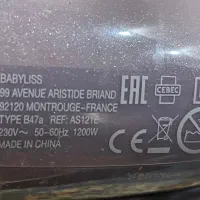 BABYLISS
99 AVENUE ARISTIDE BRIAND
92120 MONTROUGE-FRANCE
TYPE B47a REF: AS121E
230V~ 50-60Hz 1200W
MADE IN CHINA
EAC
CEBEC